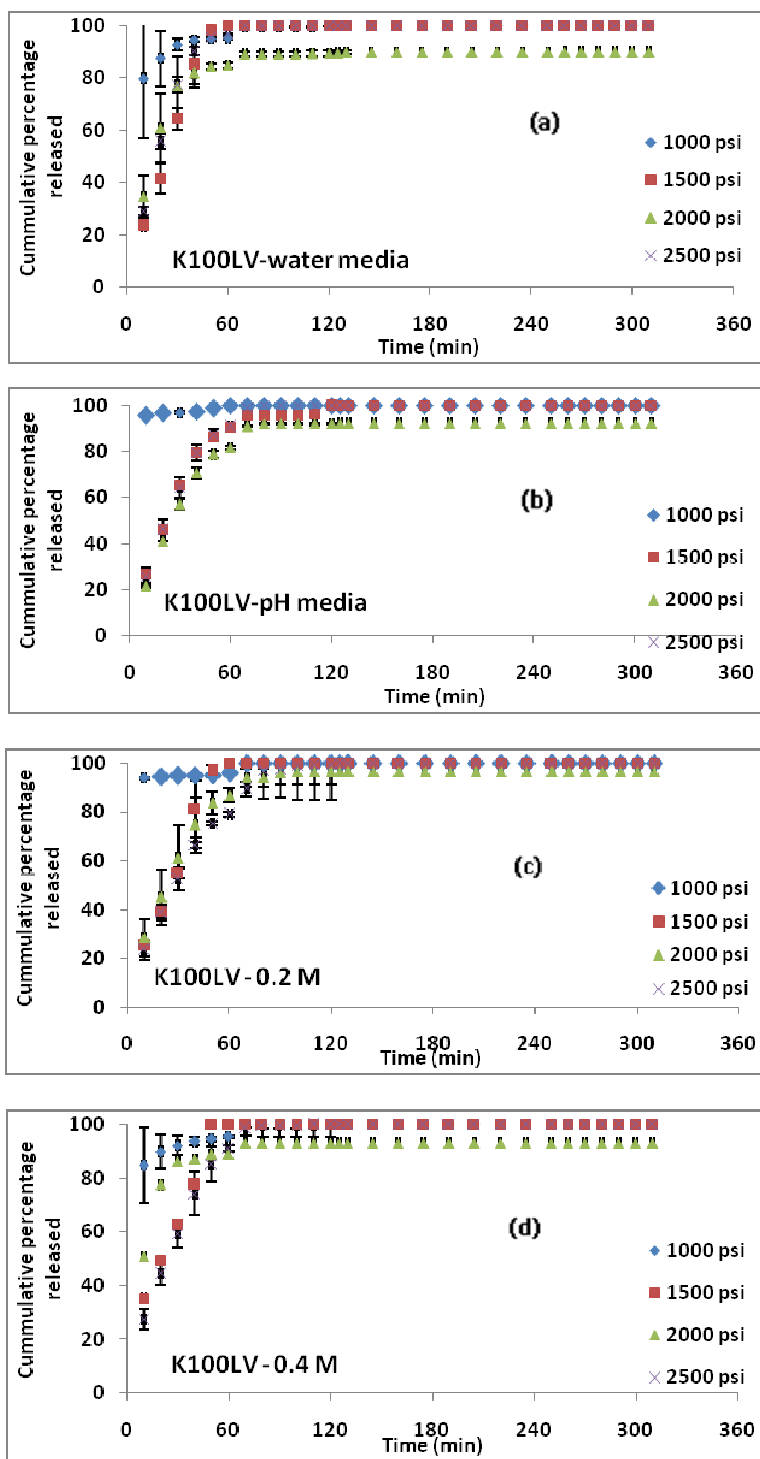 Cummulative percentage
released
100
80
60
40
20
0
(a)
1000 psi
1500 psi
2000 psi
2500 psi
K100LV-water media
0 60 120 180 240 300 360
Time (min)
Cummulative percentage
released
100
80
60
40
20
0
(b)
1000 psi
1500 psi
2000 psi
2500 psi
K100LV-pH media
0 60 120 180 240 300 360
Time (min)
Cummulative percentage
released
100
80
60
40
20
0
(c)
1000 psi
1500 psi
2000 psi
2500 psi
K100LV - 0.2 M
0 60 120 180 240 300 360
Time (min)
Cummulative percentage
released
100
80
60
40
20
0
(d)
1000 psi
1500 psi
2000 psi
2500 psi
K100LV - 0.4 M
0 60 120 180 240 300 360
Time (min)